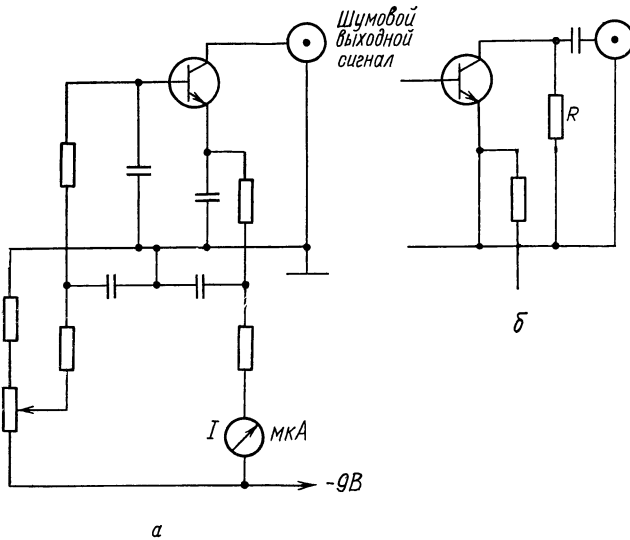 Шумовой
выходной
сигнал
R
б
I мкА
-9В
а